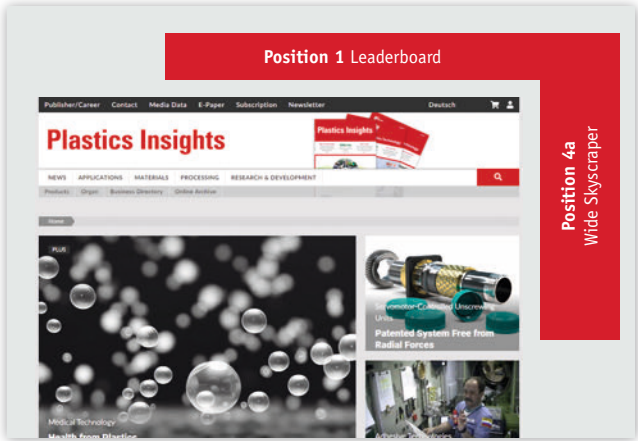 Position 1 Leaderboard
Position 4a
Wide Skyscraper
Publisher/Career Contact Media Data E-Paper Subscription Newsletter Deutsch
Plastics Insights
Plastics Insights
NEWS APPLICATIONS MATERIALS PROCESSING RESEARCH & DEVELOPMENT
Products Organ Business Directory Online Archive
Home
PLUS
Servomotor-Controlled Unscrewing
Units
Patented System Free from
Radial Forces
Medical Technology
Health from Plastics
Adhesive Technologies